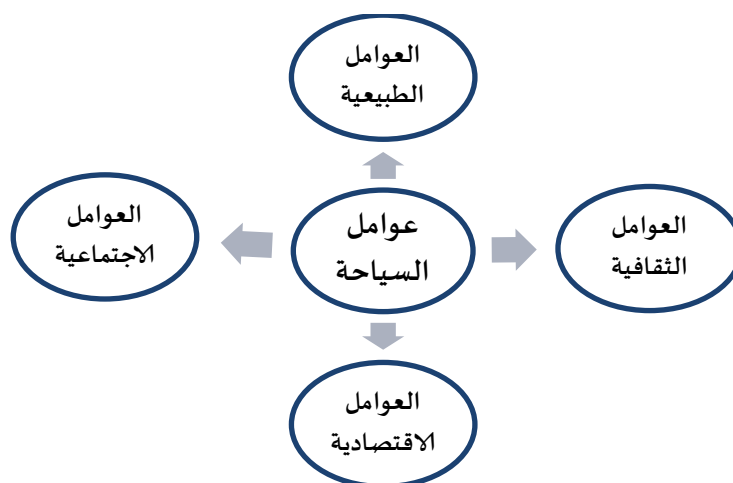 العوامل
الطبيعية
العوامل
الثقافية
عوامل
السياحة
العوامل
الاجتماعية
العوامل
الاقتصادية